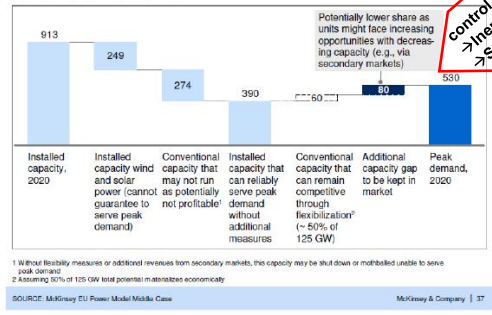 Potentially lower share as
units might face increasing
opportunities with decreas-
ing capacity (e.g., via
secondary markets)
control
913
249
274
390
60
80
530
Installed
capacity,
2020
Installed
capacity wind
and solar
power (cannot
guarantee to
serve peak
demand)
Conventional
capacity that
may not run
as potentially
not profitable¹
Installed
capacity that
can reliably
serve peak
demand
without
additional
measures
Conventional
capacity that
can remain
competitive
through
flexibilization²
(~ 50% of
125 GW)
Additional
capacity gap
to be kept in
market
Peak
demand,
2020
1 Without flexibility measures or additional revenues from secondary markets, this capacity may be shut down or mothballed unable to serve
peak demand
2 Assuming 50% of 125 GW total potential materializes economically
SOURCE: McKinsey EU Power Model Middle Case
McKinsey & Company | 37